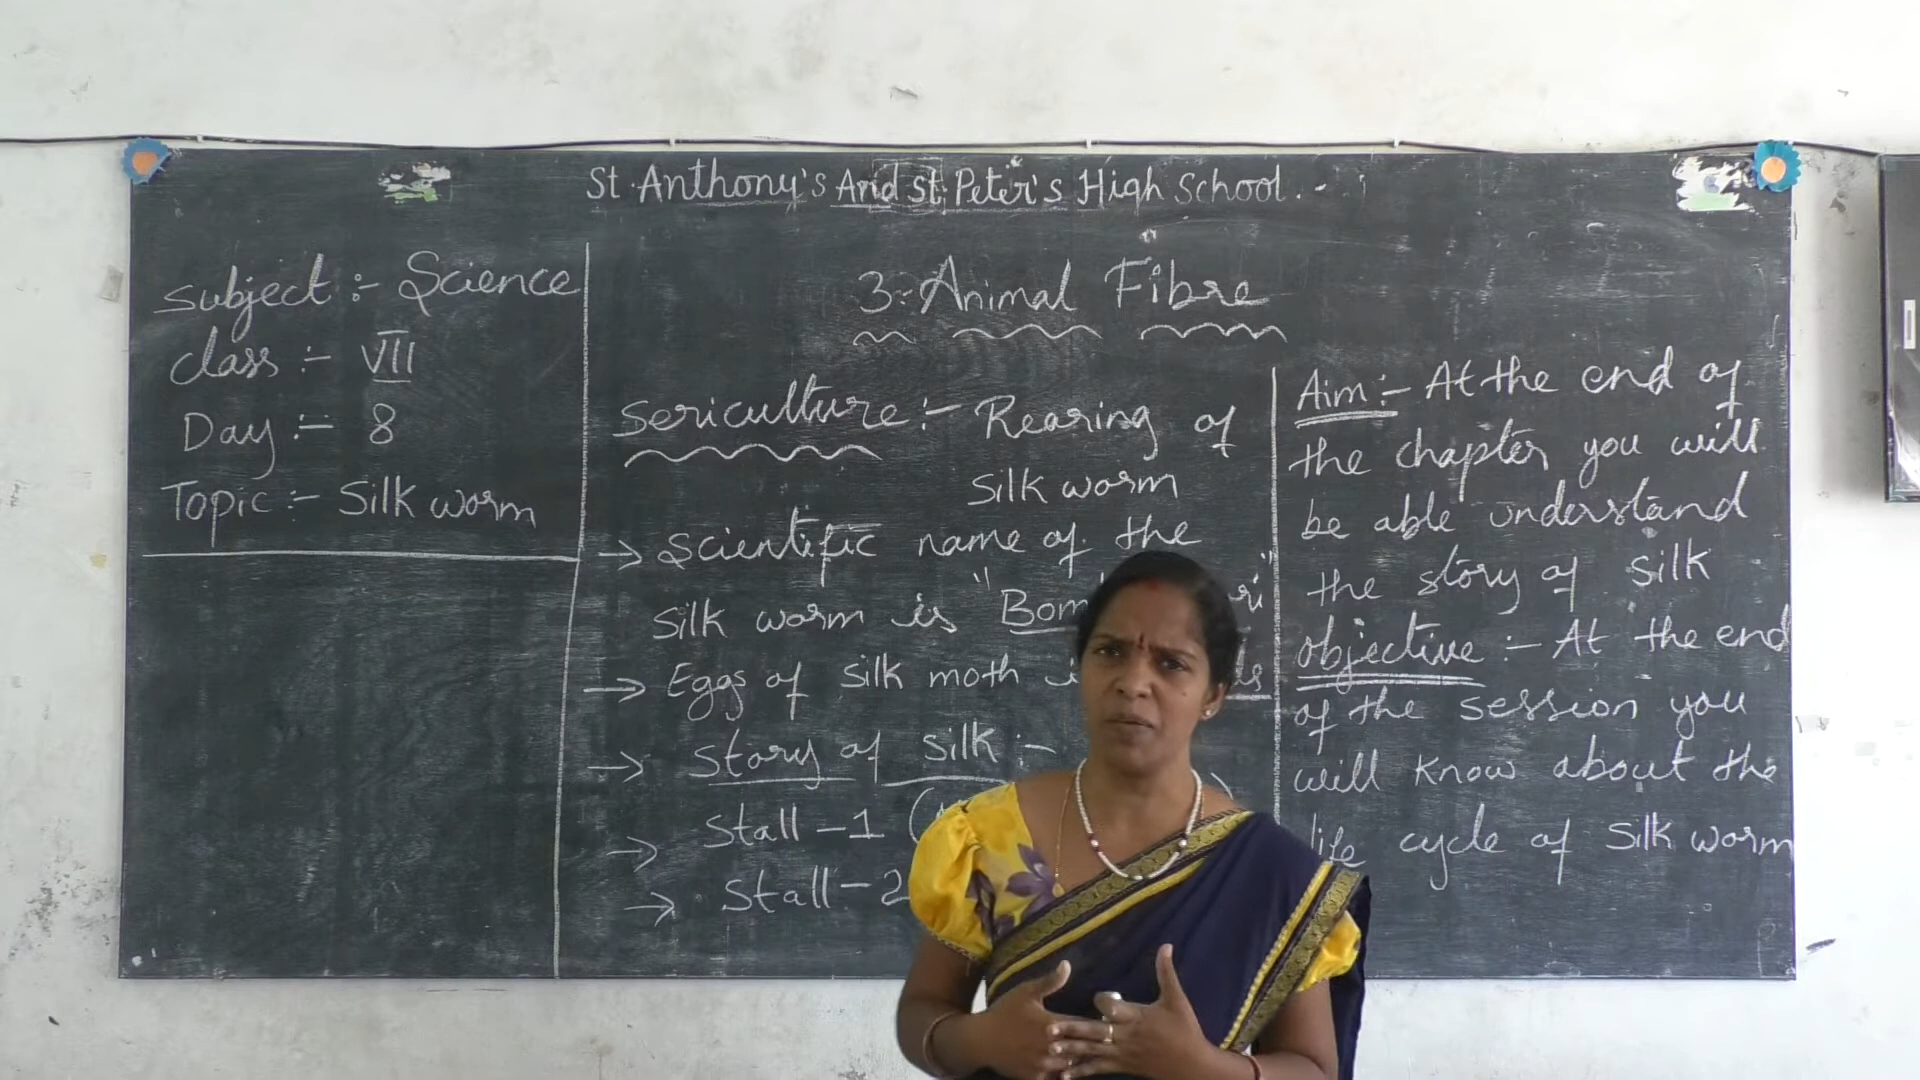 St. Anthony's And St. Peter's High School.-
Subject :- Science
Class :- VII
Day :- 8
Topic :- Silk worm
3:- Animal Fibre
Sericulture :- Rearing of
Silk worm
→ Scientific name of the
Silk worm is "
→ Eggs of silk moth
→ Story of silk :-
→ Stall - 1
→ Stall - 2
Aim :- At the end of
the chapter you will
be able understand
the story of silk
objective :- At the end
of the session you
will know about the
life cycle of silk worm